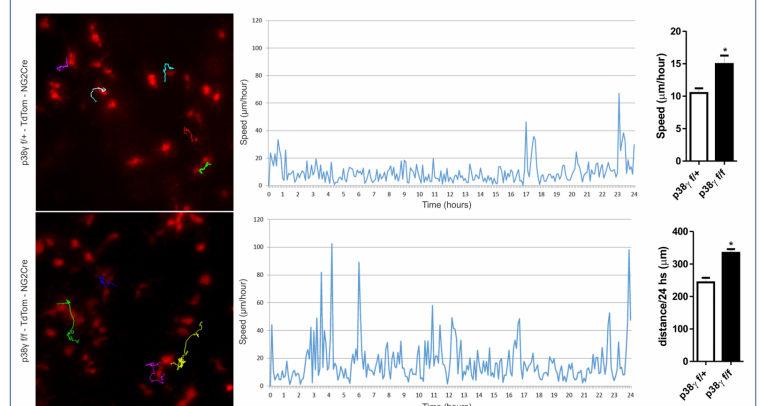 p38γ f/+ - TdTom - NG2Cre
120
100
80
60
40
20
0
Speed (µm/hour)
0 1 2 3 4 5 6 7 8 9 10 11 12 13 14 15 16 17 18 19 20 21 22 23 24
Time (hours)
20
15
10
5
0
Speed (µm/hour)
*
p38γ f/+
p38γ f/f
p38γ f/f - TdTom - NG2Cre
120
100
80
60
40
20
0
Speed (µm/hour)
0 1 2 3 4 5 6 7 8 9 10 11 12 13 14 15 16 17 18 19 20 21 22 23 24
Time (hours)
400
300
200
100
0
distance/24 hs (µm)
*
p38γ f/+
p38γ f/f